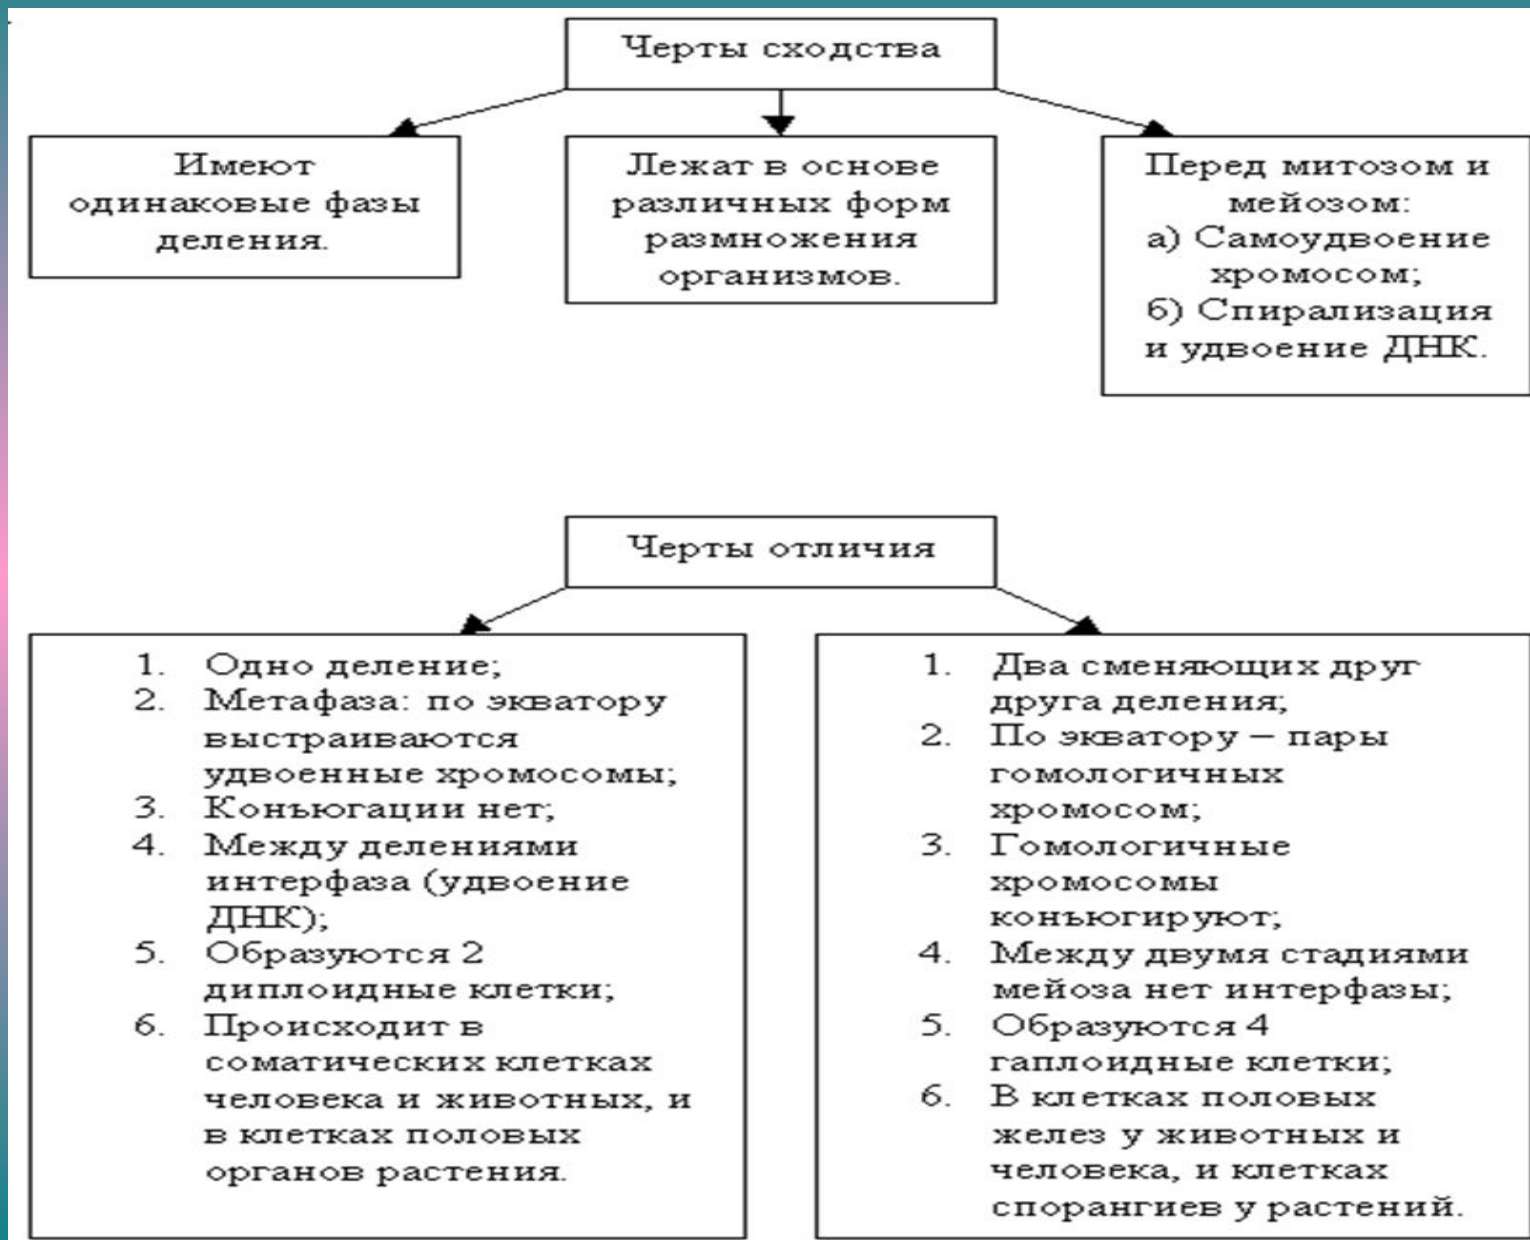 Черты сходства
Имеют
одинаковые фазы
деления.
Лежат в основе
различных форм
размножения
организмов.
Перед митозом и
мейозом:
а) Самоудвоение
хромосом;
б) Спирализация
и удвоение ДНК.
Черты отличия
1. Одно деление;
2. Метафаза: по экватору
выстраиваются
удвоенные хромосомы;
3. Конъюгации нет;
4. Между делениями
интерфаза (удвоение
ДНК);
5. Образуются 2
диплоидные клетки;
6. Происходит в
соматических клетках
человека и животных, и
в клетках половых
органов растения.
1. Два сменяющих друг
друга деления;
2. По экватору – пары
гомологичных
хромосом;
3. Гомологичные
хромосомы
конъюгируют;
4. Между двумя стадиями
мейоза нет интерфазы;
5. Образуются 4
гаплоидные клетки;
6. В клетках половых
желез у животных и
человека, и клетках
спорангиев у растений.